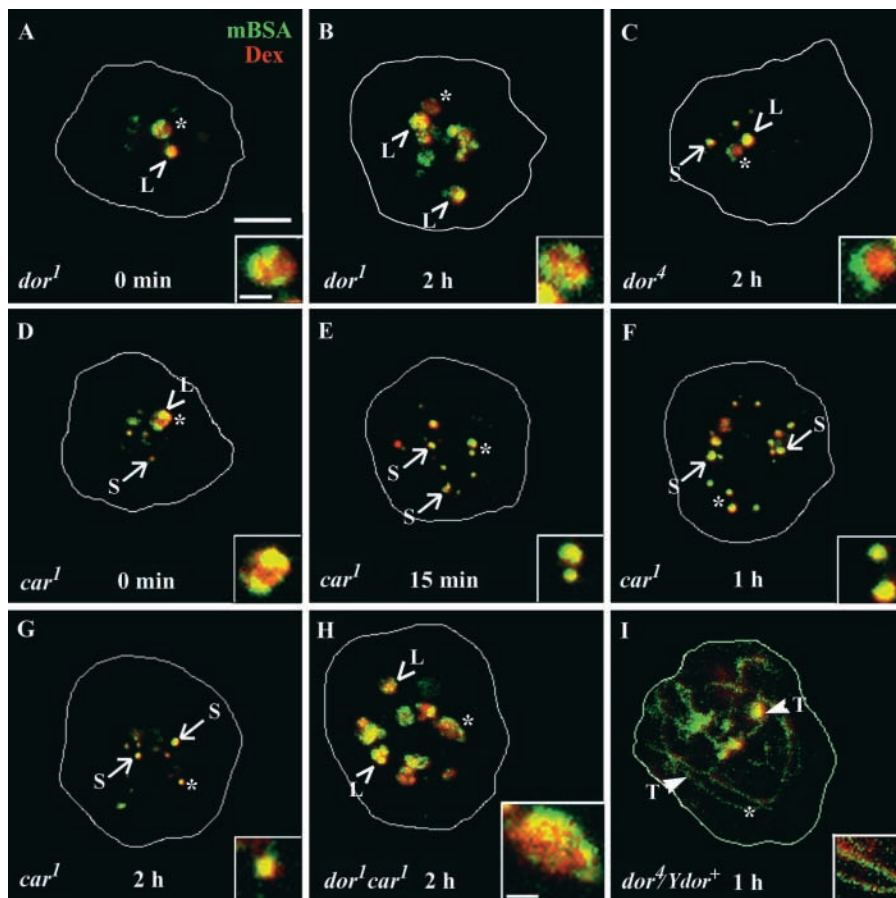 A
mBSA
Dex
*
L
dor¹ 0 min
B
*
L
L
dor¹ 2 h
C
L
S
*
dor⁴ 2 h
D
L
*
S
car¹ 0 min
E
S
*
S
car¹ 15 min
F
S
S
*
car¹ 1 h
G
S
S
*
car¹ 2 h
H
L
*
L
dor¹car¹ 2 h
I
T
T
*
dor⁴/Ydor⁺ 1 h